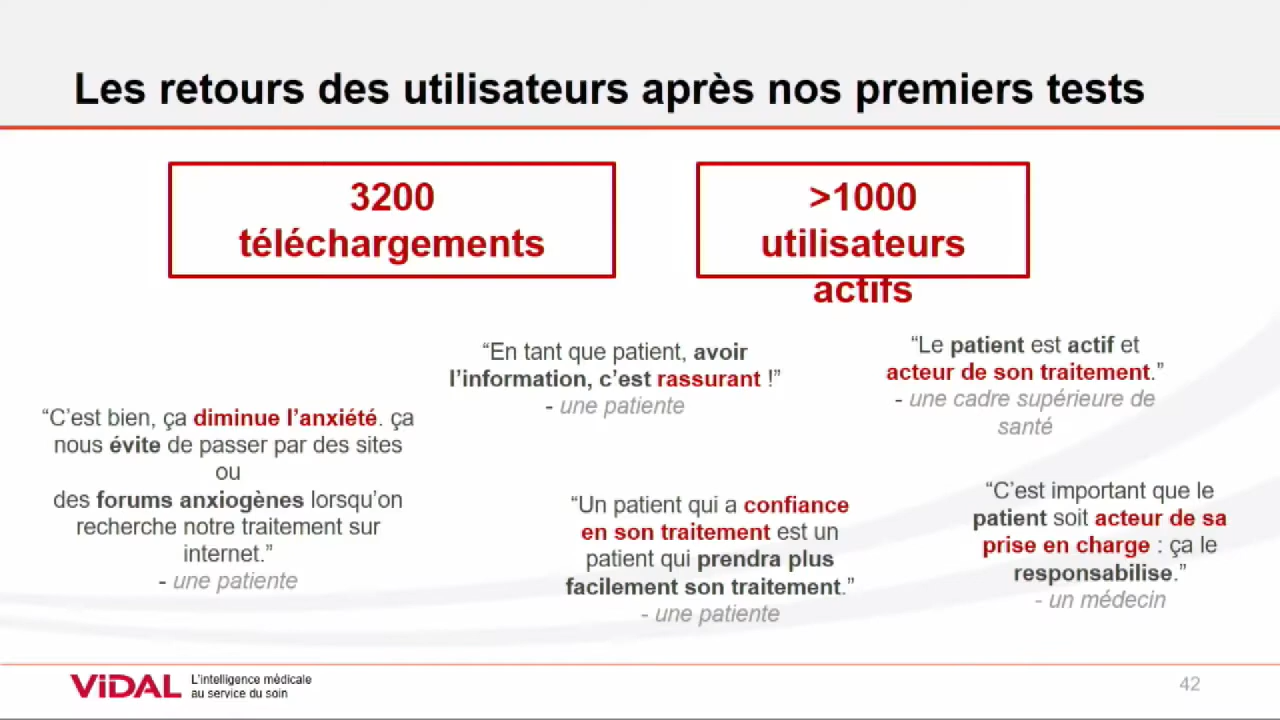 Les retours des utilisateurs après nos premiers tests
3200
téléchargements
>1000
utilisateurs
actifs
“En tant que patient, avoir
l’information, c’est rassurant !”
- une patiente
“Le patient est actif et
acteur de son traitement.”
- une cadre supérieure de
santé
“C’est bien, ça diminue l’anxiété. ça
nous évite de passer par des sites
ou
des forums anxiogènes lorsqu’on
recherche notre traitement sur
internet.”
- une patiente
“Un patient qui a confiance
en son traitement est un
patient qui prendra plus
facilement son traitement.”
- une patiente
“C’est important que le
patient soit acteur de sa
prise en charge : ça le
responsabilise.”
- un médecin
ViDAL
L’intelligence médicale
au service du soin
42